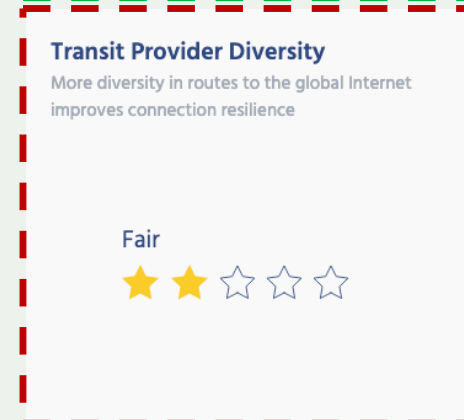 Transit Provider Diversity
More diversity in routes to the global Internet
improves connection resilience
Fair